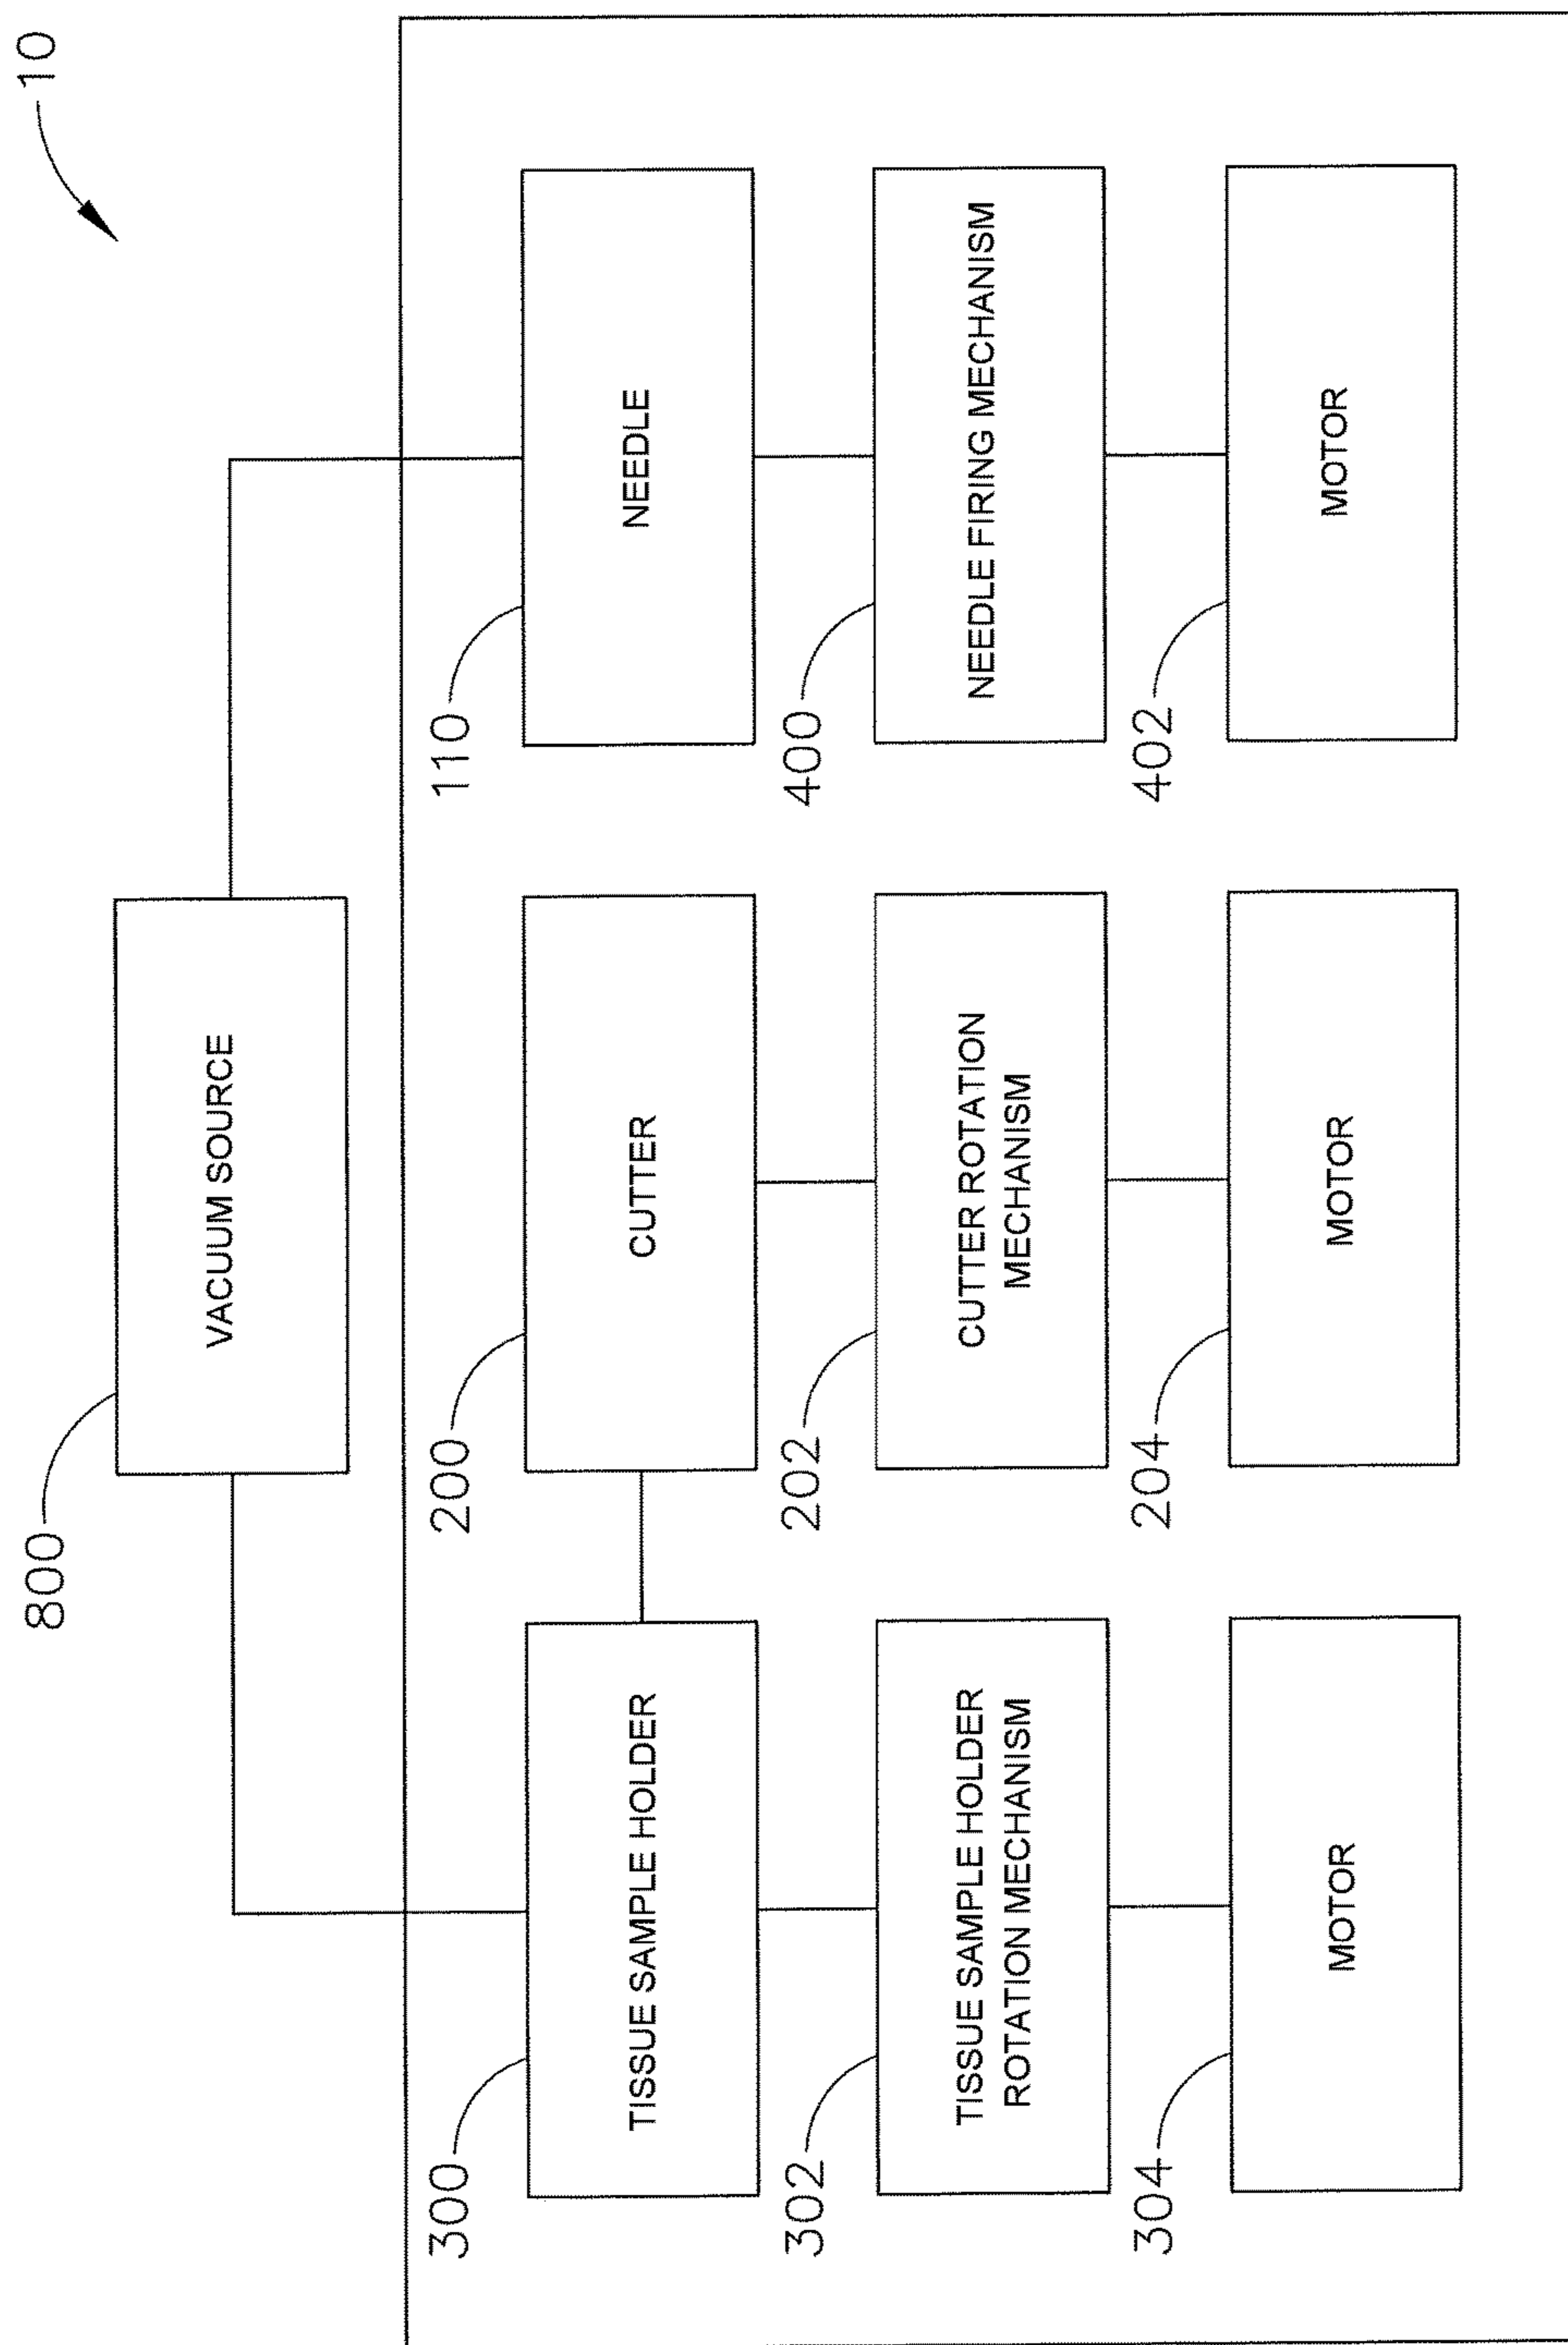 10
800
VACUUM SOURCE
300
TISSUE SAMPLE HOLDER
200
CUTTER
110
NEEDLE
302
TISSUE SAMPLE HOLDER
ROTATION MECHANISM
202
CUTTER ROTATION
MECHANISM
400
NEEDLE FIRING MECHANISM
304
MOTOR
204
MOTOR
402
MOTOR